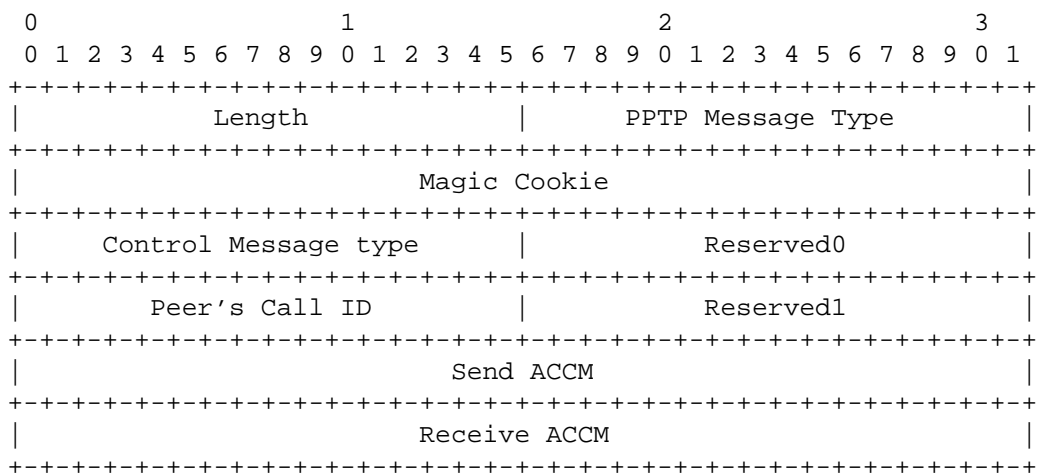 0                   1                   2                   3
0 1 2 3 4 5 6 7 8 9 0 1 2 3 4 5 6 7 8 9 0 1 2 3 4 5 6 7 8 9 0 1
+-+-+-+-+-+-+-+-+-+-+-+-+-+-+-+-+-+-+-+-+-+-+-+-+-+-+-+-+-+-+-+-+
|            Length             |      PPTP Message Type        |
+-+-+-+-+-+-+-+-+-+-+-+-+-+-+-+-+-+-+-+-+-+-+-+-+-+-+-+-+-+-+-+-+
|                         Magic Cookie                          |
+-+-+-+-+-+-+-+-+-+-+-+-+-+-+-+-+-+-+-+-+-+-+-+-+-+-+-+-+-+-+-+-+
|     Control Message type      |           Reserved0           |
+-+-+-+-+-+-+-+-+-+-+-+-+-+-+-+-+-+-+-+-+-+-+-+-+-+-+-+-+-+-+-+-+
|        Peer's Call ID         |           Reserved1           |
+-+-+-+-+-+-+-+-+-+-+-+-+-+-+-+-+-+-+-+-+-+-+-+-+-+-+-+-+-+-+-+-+
|                           Send ACCM                           |
+-+-+-+-+-+-+-+-+-+-+-+-+-+-+-+-+-+-+-+-+-+-+-+-+-+-+-+-+-+-+-+-+
|                         Receive ACCM                          |
+-+-+-+-+-+-+-+-+-+-+-+-+-+-+-+-+-+-+-+-+-+-+-+-+-+-+-+-+-+-+-+-+